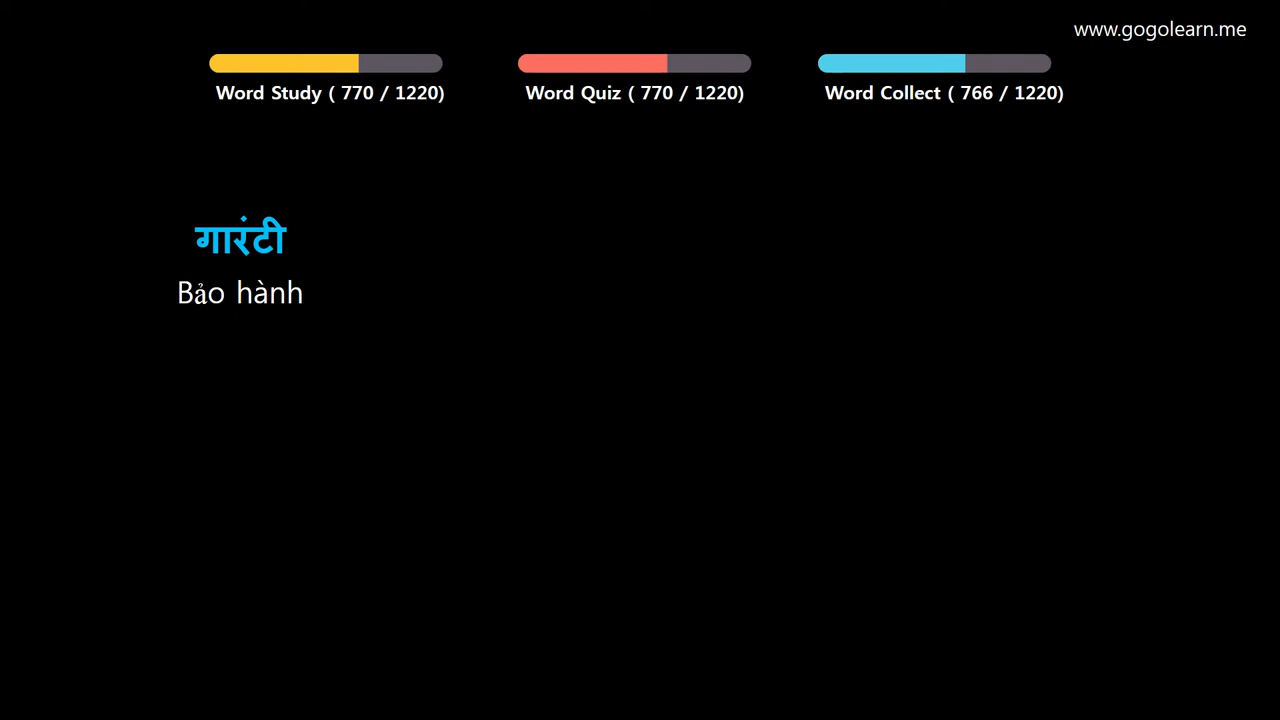 www.gogolearn.me
Word Study ( 770 / 1220)
Word Quiz ( 770 / 1220)
Word Collect ( 766 / 1220)
गारंटी
Bảo hành